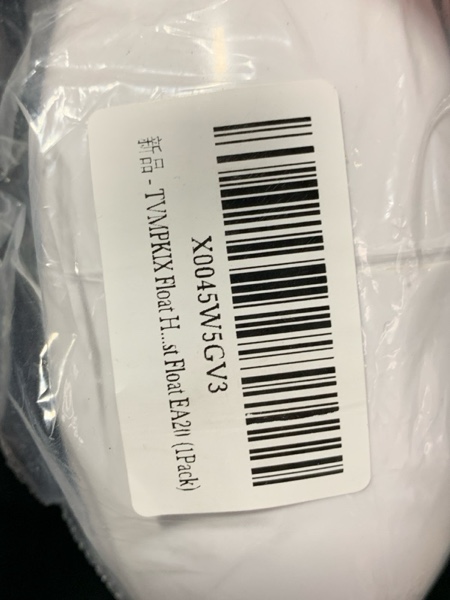 X0045W5GV3
新品 - TVMPKIX Float H...st Float EA20 (1Pack)